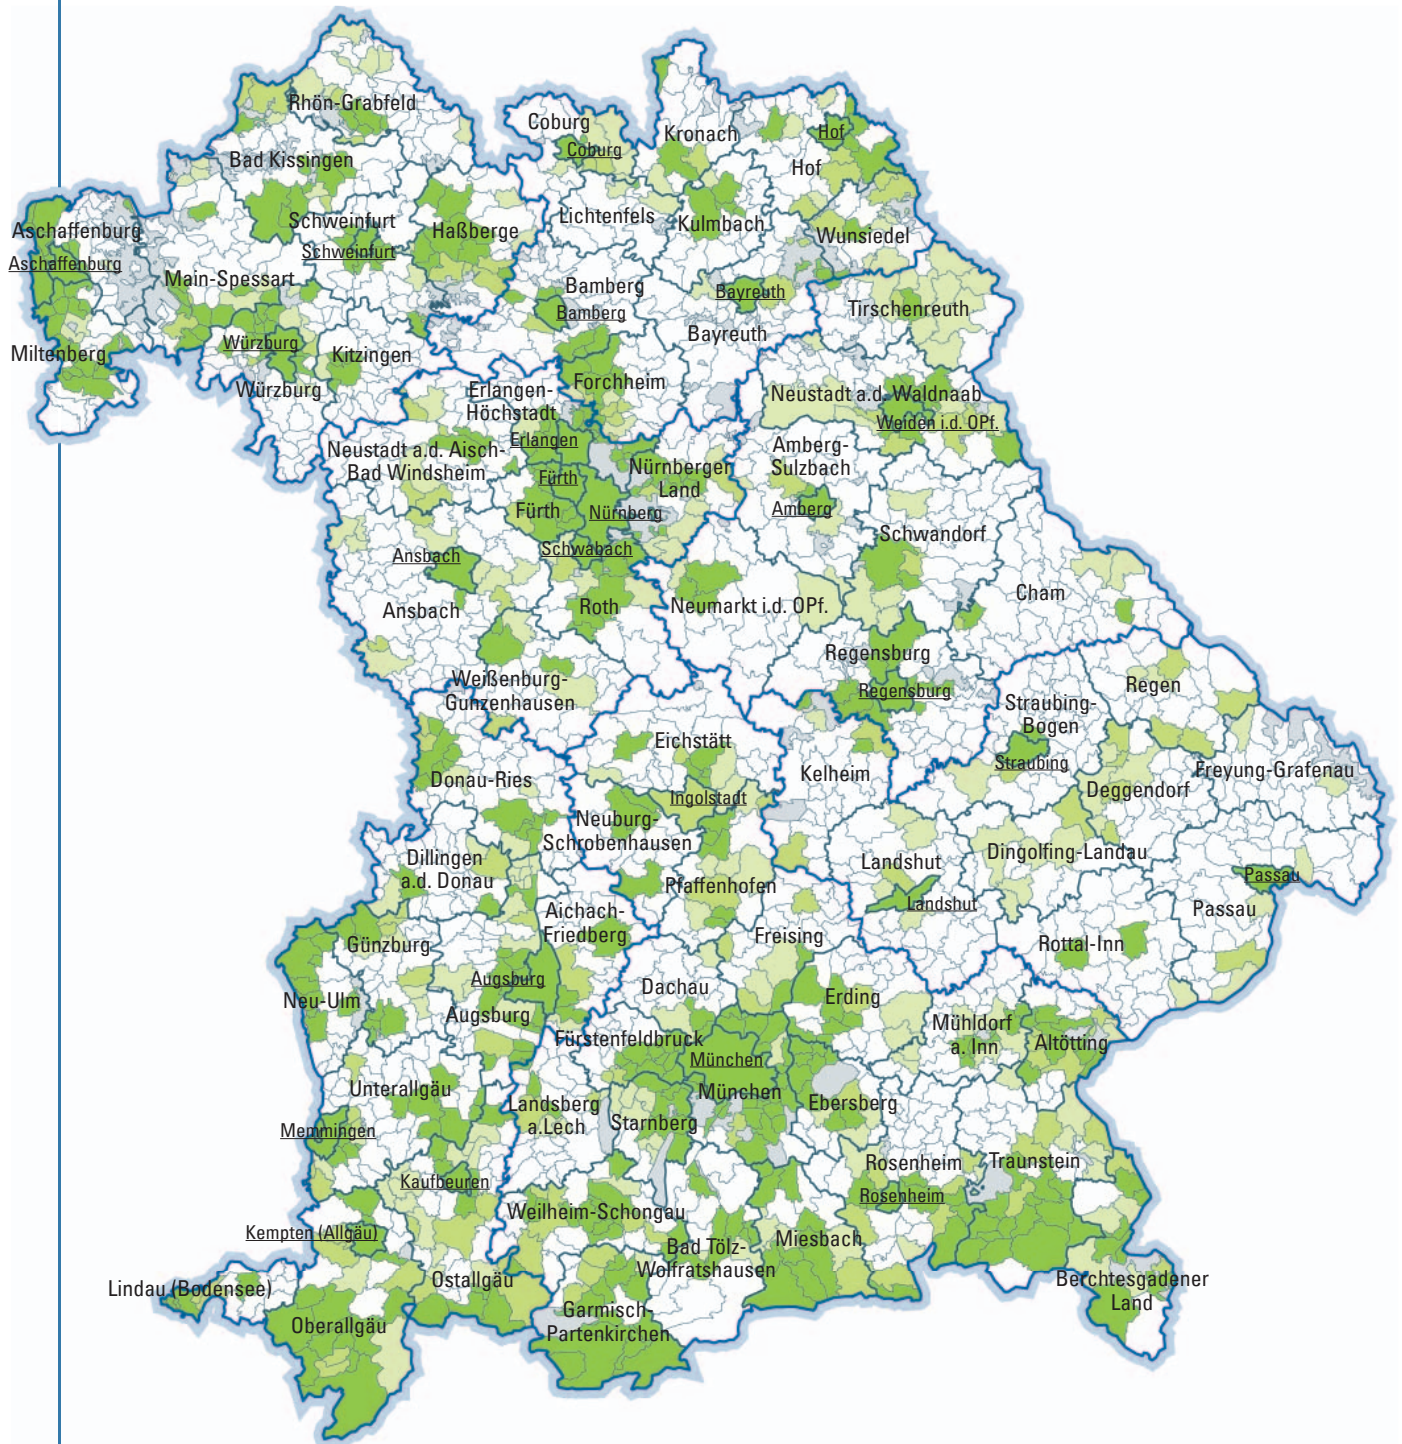 Rhön-Grabfeld
Coburg
Coburg
Kronach
Hof
Hof
Bad Kissingen
Lichtenfels
Kulmbach
Wunsiedel
Aschaffenburg
Aschaffenburg
Schweinfurt
Schweinfurt
Haßberge
Main-Spessart
Bamberg
Bamberg
Bayreuth
Bayreuth
Tirschenreuth
Miltenberg
Würzburg
Würzburg
Kitzingen
Forchheim
Erlangen-
Höchstadt
Erlangen
Neustadt a.d. Waldnaab
Weiden i.d. OPf.
Neustadt a.d. Aisch-
Bad Windsheim
Fürth
Fürth
Nürnberger
Land
Nürnberg
Amberg-
Sulzbach
Amberg
Schwabach
Schwandorf
Ansbach
Ansbach
Roth
Neumarkt i.d. OPf.
Cham
Regensburg
Regensburg
Weißenburg-
Gunzenhausen
Regen
Straubing-
Bogen
Straubing
Eichstätt
Donau-Ries
Kelheim
Freyung-Grafenau
Deggendorf
Ingolstadt
Neuburg-
Schrobenhausen
Dillingen
a.d. Donau
Landshut
Landshut
Dingolfing-Landau
Pfaffenhofen
Passau
Passau
Aichach-
Friedberg
Günzburg
Freising
Rottal-Inn
Augsburg
Augsburg
Dachau
Erding
Neu-Ulm
Mühldorf
a. Inn
Altötting
Fürstenfeldbruck
München
München
Unterallgäu
Landsberg
a.Lech
Starnberg
Ebersberg
Memmingen
Kaufbeuren
Rosenheim
Rosenheim
Traunstein
Weilheim-Schongau
Kempten (Allgäu)
Bad Tölz-
Wolfratshausen
Miesbach
Lindau (Bodensee)
Ostallgäu
Berchtesgadener
Land
Oberallgäu
Garmisch-
Partenkirchen